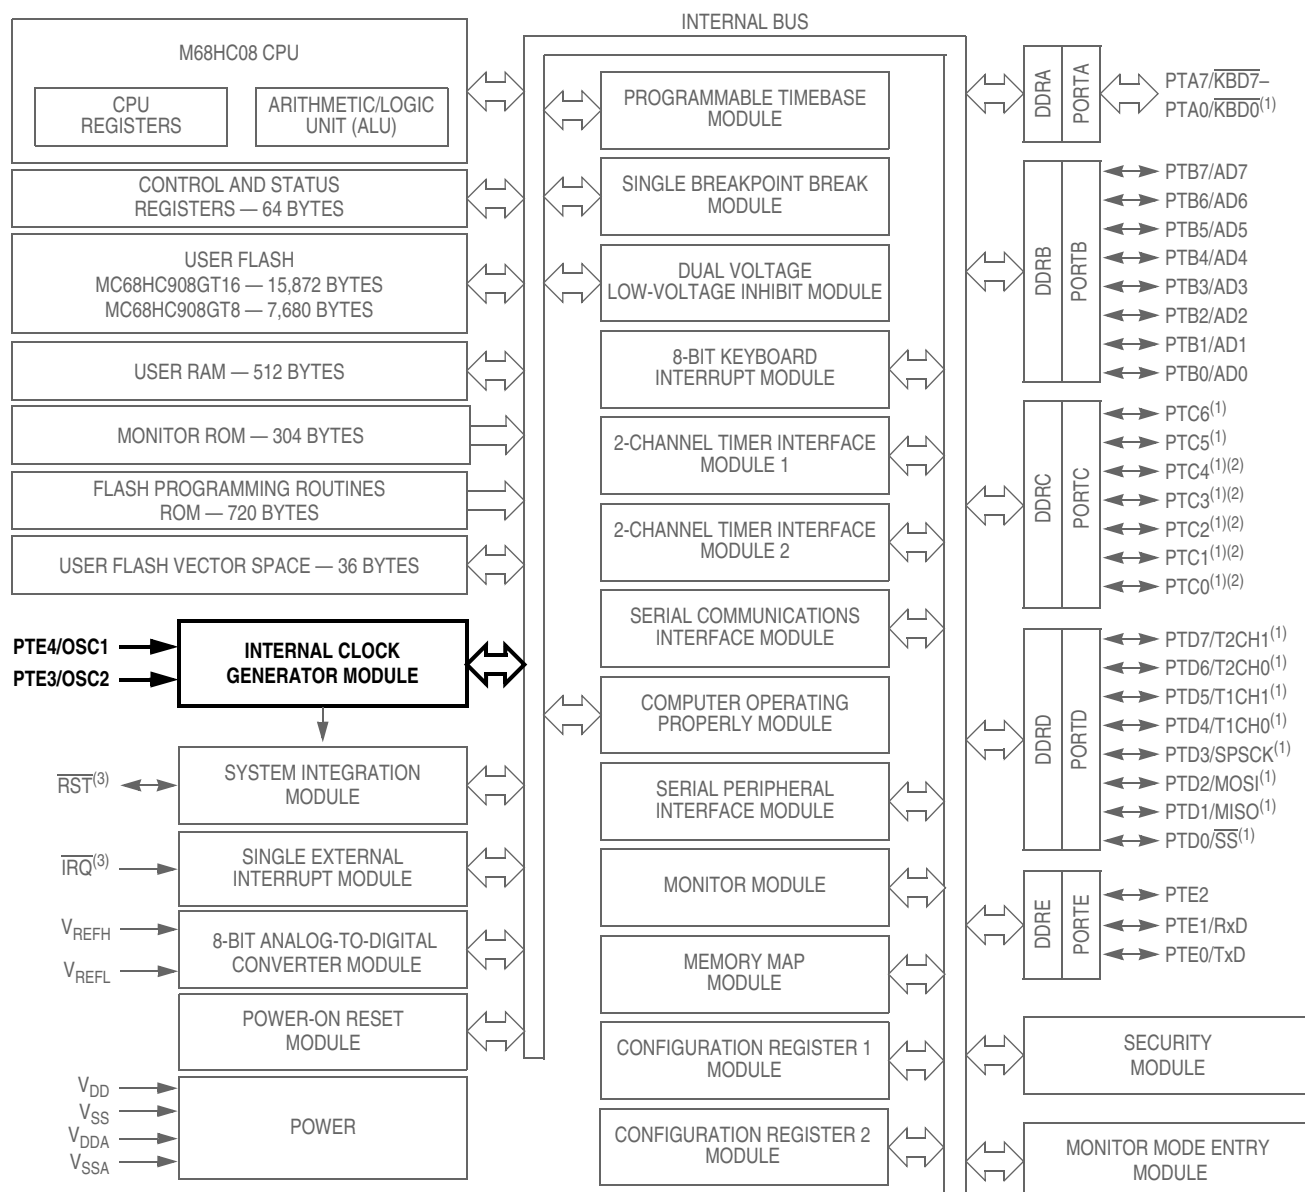 INTERNAL BUS
M68HC08 CPU
CPU
REGISTERS
ARITHMETIC/LOGIC
UNIT (ALU)
CONTROL AND STATUS
REGISTERS — 64 BYTES
USER FLASH
MC68HC908GT16 — 15,872 BYTES
MC68HC908GT8 — 7,680 BYTES
USER RAM — 512 BYTES
MONITOR ROM — 304 BYTES
FLASH PROGRAMMING ROUTINES
ROM — 720 BYTES
USER FLASH VECTOR SPACE — 36 BYTES
PTE4/OSC1
PTE3/OSC2
INTERNAL CLOCK
GENERATOR MODULE
RST(3)
SYSTEM INTEGRATION
MODULE
IRQ(3)
SINGLE EXTERNAL
INTERRUPT MODULE
VREFH
VREFL
8-BIT ANALOG-TO-DIGITAL
CONVERTER MODULE
POWER-ON RESET
MODULE
VDD
VSS
VDDA
VSSA
POWER
PROGRAMMABLE TIMEBASE
MODULE
SINGLE BREAKPOINT BREAK
MODULE
DUAL VOLTAGE
LOW-VOLTAGE INHIBIT MODULE
8-BIT KEYBOARD
INTERRUPT MODULE
2-CHANNEL TIMER INTERFACE
MODULE 1
2-CHANNEL TIMER INTERFACE
MODULE 2
SERIAL COMMUNICATIONS
INTERFACE MODULE
COMPUTER OPERATING
PROPERLY MODULE
SERIAL PERIPHERAL
INTERFACE MODULE
MONITOR MODULE
MEMORY MAP
MODULE
CONFIGURATION REGISTER 1
MODULE
CONFIGURATION REGISTER 2
MODULE
DDRA
PORTA
PTA7/KBD7–
PTA0/KBD0(1)
DDRB
PORTB
PTB7/AD7
PTB6/AD6
PTB5/AD5
PTB4/AD4
PTB3/AD3
PTB2/AD2
PTB1/AD1
PTB0/AD0
DDRC
PORTC
PTC6(1)
PTC5(1)
PTC4(1)(2)
PTC3(1)(2)
PTC2(1)(2)
PTC1(1)(2)
PTC0(1)(2)
DDRD
PORTD
PTD7/T2CH1(1)
PTD6/T2CH0(1)
PTD5/T1CH1(1)
PTD4/T1CH0(1)
PTD3/SPSCK(1)
PTD2/MOSI(1)
PTD1/MISO(1)
PTD0/SS(1)
DDRE
PORTE
PTE2
PTE1/RxD
PTE0/TxD
SECURITY
MODULE
MONITOR MODE ENTRY
MODULE